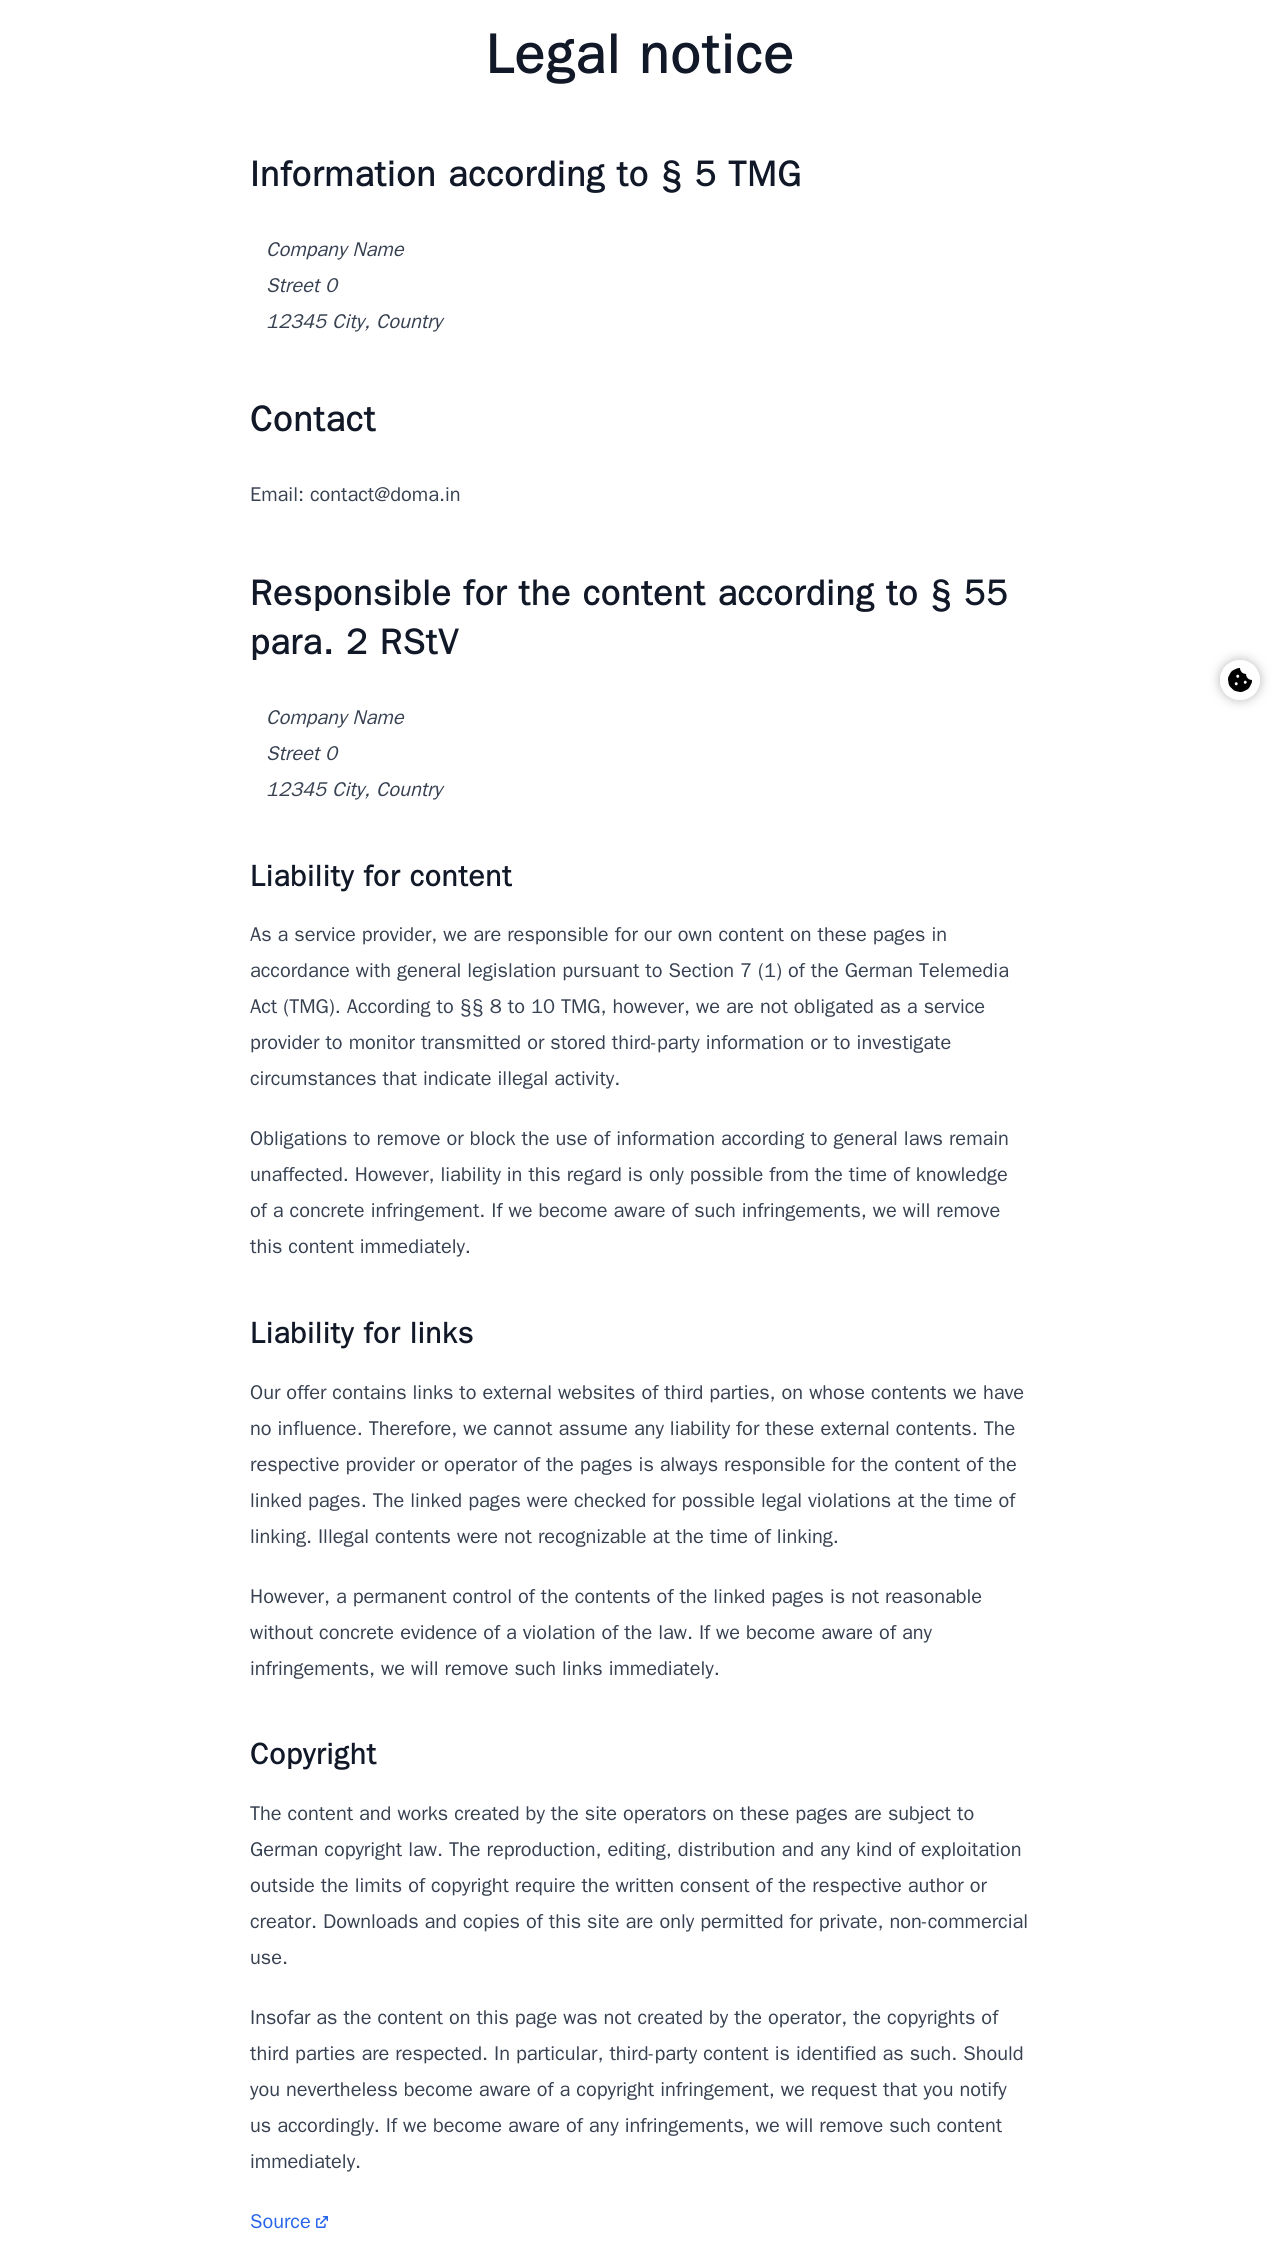 Legal notice
Information according to § 5 TMG
Company Name
Street 0
12345 City, Country
Contact
Email: contact@doma.in
Responsible for the content according to § 55
para. 2 RStV
Company Name
Street 0
12345 City, Country
Liability for content
As a service provider, we are responsible for our own content on these pages in
accordance with general legislation pursuant to Section 7 (1) of the German Telemedia
Act (TMG). According to §§ 8 to 10 TMG, however, we are not obligated as a service
provider to monitor transmitted or stored third-party information or to investigate
circumstances that indicate illegal activity.
Obligations to remove or block the use of information according to general laws remain
unaffected. However, liability in this regard is only possible from the time of knowledge
of a concrete infringement. If we become aware of such infringements, we will remove
this content immediately.
Liability for links
Our offer contains links to external websites of third parties, on whose contents we have
no influence. Therefore, we cannot assume any liability for these external contents. The
respective provider or operator of the pages is always responsible for the content of the
linked pages. The linked pages were checked for possible legal violations at the time of
linking. Illegal contents were not recognizable at the time of linking.
However, a permanent control of the contents of the linked pages is not reasonable
without concrete evidence of a violation of the law. If we become aware of any
infringements, we will remove such links immediately.
Copyright
The content and works created by the site operators on these pages are subject to
German copyright law. The reproduction, editing, distribution and any kind of exploitation
outside the limits of copyright require the written consent of the respective author or
creator. Downloads and copies of this site are only permitted for private, non-commercial
use.
Insofar as the content on this page was not created by the operator, the copyrights of
third parties are respected. In particular, third-party content is identified as such. Should
you nevertheless become aware of a copyright infringement, we request that you notify
us accordingly. If we become aware of any infringements, we will remove such content
immediately.
Source